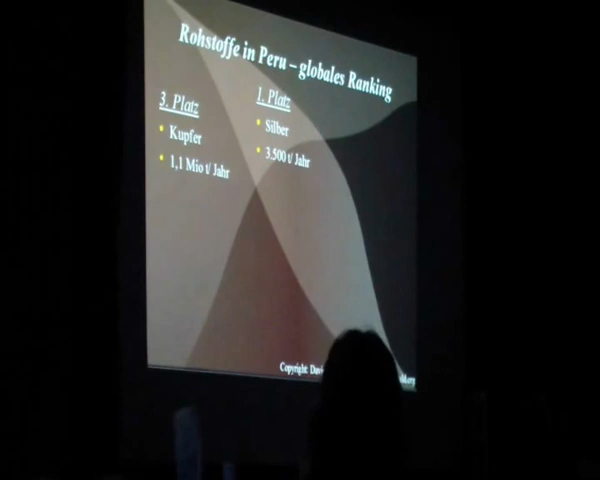 Rohstoffe in Peru – globales Ranking
3. Platz
• Kupfer
• 1,1 Mio t/ Jahr
1. Platz
• Silber
• 3.500 t/ Jahr
Copyright: